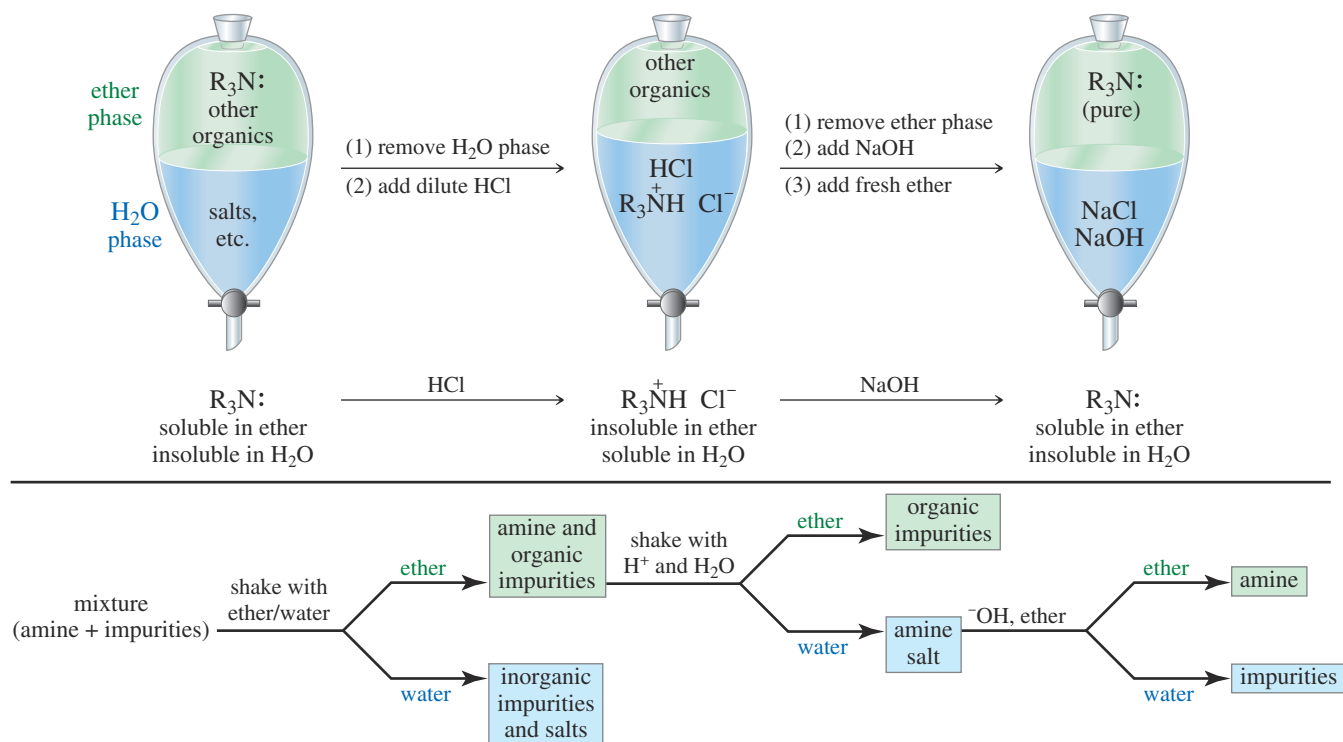 ether
phase
H₂O
phase
R₃N:
other
organics
salts,
etc.
(1) remove H₂O phase
(2) add dilute HCl
other
organics
HCl
R₃N⁺H Cl⁻
(1) remove ether phase
(2) add NaOH
(3) add fresh ether
R₃N:
(pure)
NaCl
NaOH
R₃N:
soluble in ether
insoluble in H₂O
HCl
R₃N⁺H Cl⁻
insoluble in ether
soluble in H₂O
NaOH
R₃N:
soluble in ether
insoluble in H₂O
mixture
(amine + impurities)
shake with
ether/water
ether
amine and
organic
impurities
water
inorganic
impurities
and salts
shake with
H⁺ and H₂O
ether
organic
impurities
water
amine
salt
⁻OH, ether
ether
amine
water
impurities